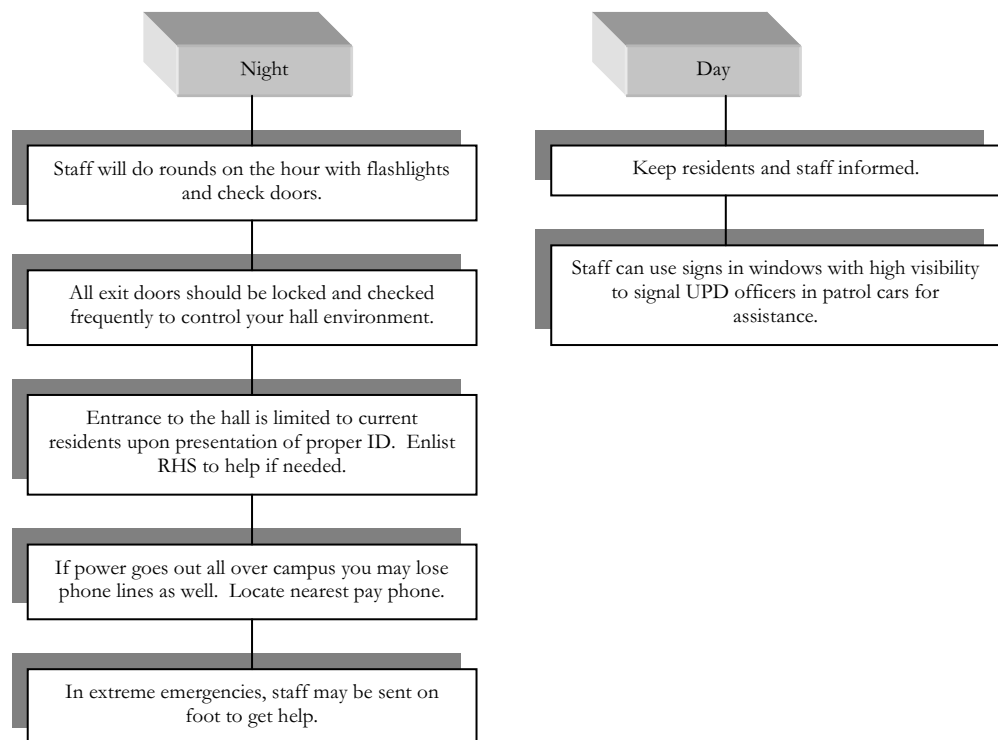 Night
Staff will do rounds on the hour with flashlights
and check doors.
All exit doors should be locked and checked
frequently to control your hall environment.
Entrance to the hall is limited to current
residents upon presentation of proper ID.  Enlist
RHS to help if needed.
If power goes out all over campus you may lose
phone lines as well.  Locate nearest pay phone.
In extreme emergencies, staff may be sent on
foot to get help.
Day
Keep residents and staff informed.
Staff can use signs in windows with high visibility
to signal UPD officers in patrol cars for
assistance.